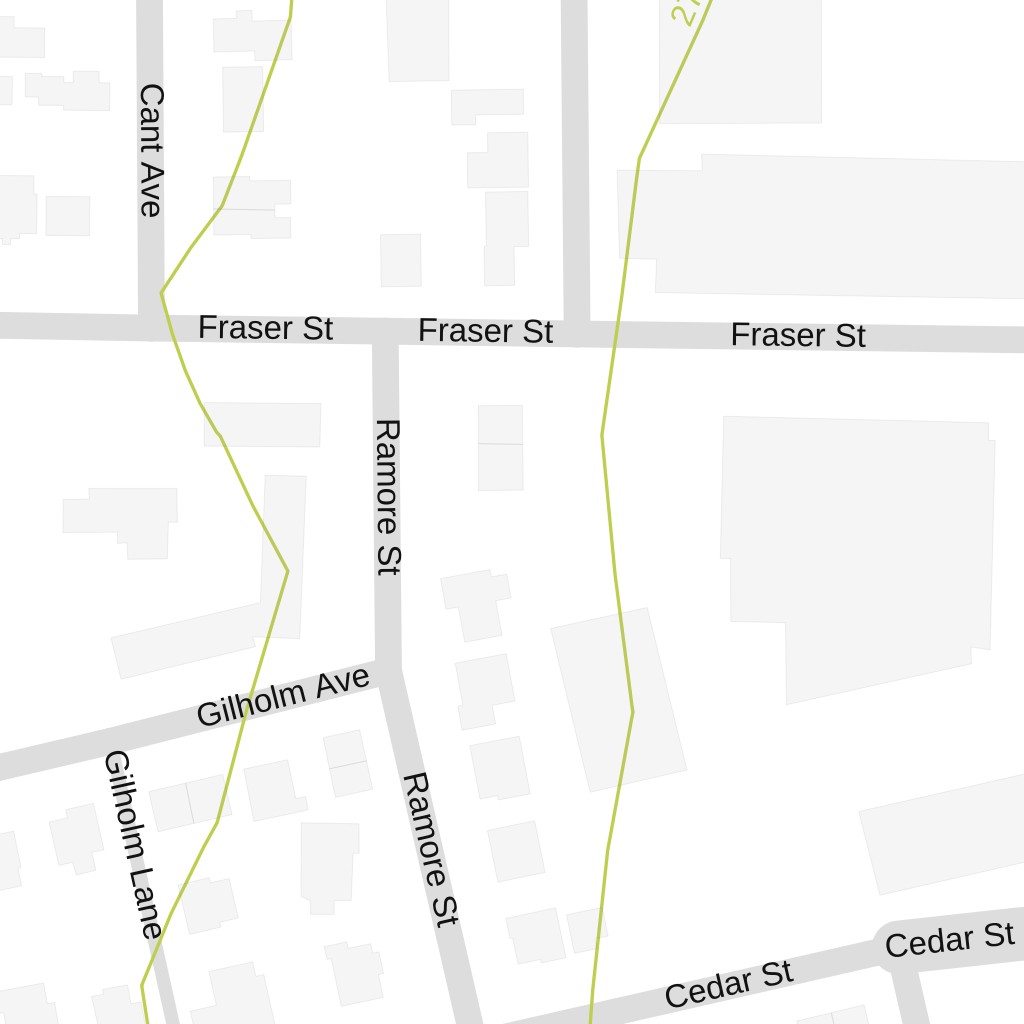 Cant Ave
Fraser St
Fraser St
Fraser St
Ramore St
Gilholm Ave
Gilholm Lane
Ramore St
Cedar St
Cedar St